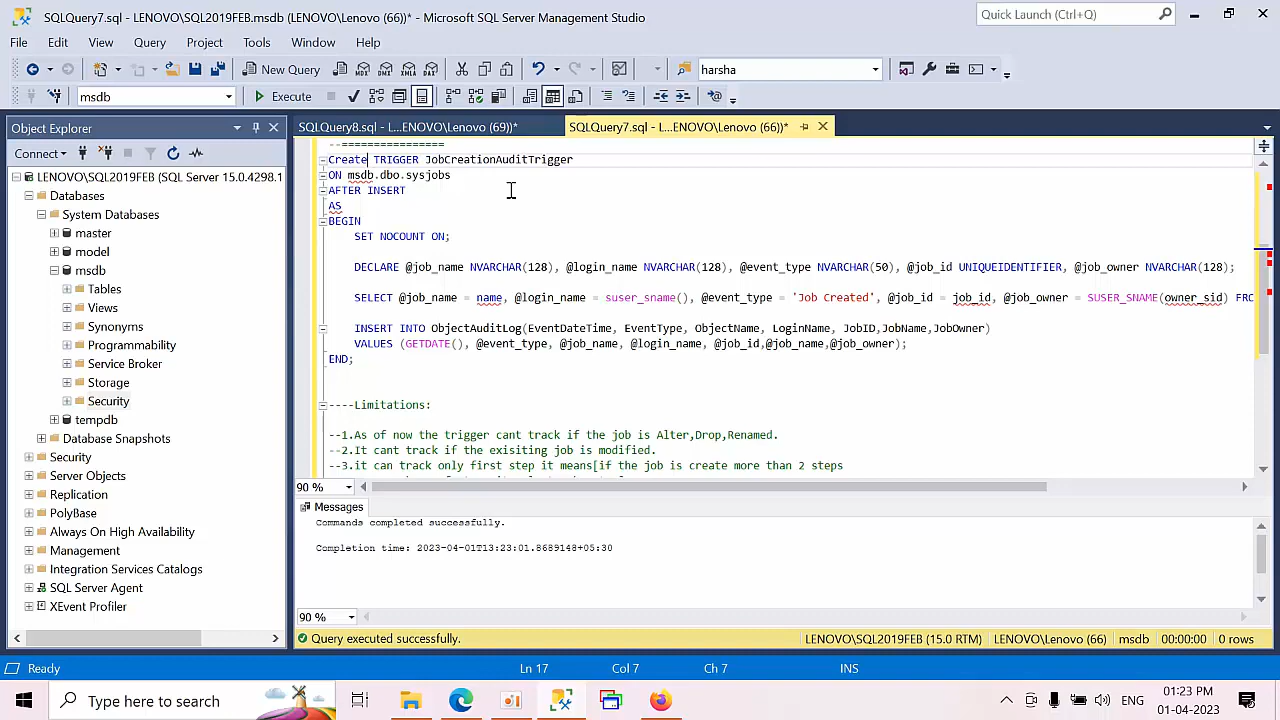 SQLQuery7.sql - LENOVO\SQL2019FEB.msdb (LENOVO\Lenovo (66))* - Microsoft SQL Server Management Studio
Quick Launch (Ctrl+Q)
File Edit View Query Project Tools Window Help
New Query
harsha
msdb
Execute
Object Explorer
SQLQuery8.sql - L...ENOVO\Lenovo (69))*
SQLQuery7.sql - L...ENOVO\Lenovo (66))*
Connect
LENOVO\SQL2019FEB (SQL Server 15.0.4298.1
Databases
System Databases
master
model
msdb
Tables
Views
Synonyms
Programmability
Service Broker
Storage
Security
tempdb
Database Snapshots
Security
Server Objects
Replication
PolyBase
Always On High Availability
Management
Integration Services Catalogs
SQL Server Agent
XEvent Profiler
--================
Create TRIGGER JobCreationAuditTrigger
ON msdb.dbo.sysjobs
AFTER INSERT
AS
BEGIN
SET NOCOUNT ON;
DECLARE @job_name NVARCHAR(128), @login_name NVARCHAR(128), @event_type NVARCHAR(50), @job_id UNIQUEIDENTIFIER, @job_owner NVARCHAR(128);
SELECT @job_name = name, @login_name = suser_sname(), @event_type = 'Job Created', @job_id = job_id, @job_owner = SUSER_SNAME(owner_sid) FRO
INSERT INTO ObjectAuditLog(EventDateTime, EventType, ObjectName, LoginName, JobID,JobName,JobOwner)
VALUES (GETDATE(), @event_type, @job_name, @login_name, @job_id,@job_name,@job_owner);
END;
----Limitations:
--1.As of now the trigger cant track if the job is Alter,Drop,Renamed.
--2.It cant track if the exisiting job is modified.
--3.it can track only first step it means[if the job is create more than 2 steps
90 %
Messages
Commands completed successfully.
Completion time: 2023-04-01T13:23:01.8689148+05:30
90 %
Query executed successfully.
LENOVO\SQL2019FEB (15.0 RTM) LENOVO\Lenovo (66) msdb 00:00:00 0 rows
Ready Ln 17 Col 7 Ch 7 INS
Type here to search
ENG
01:23 PM
01-04-2023